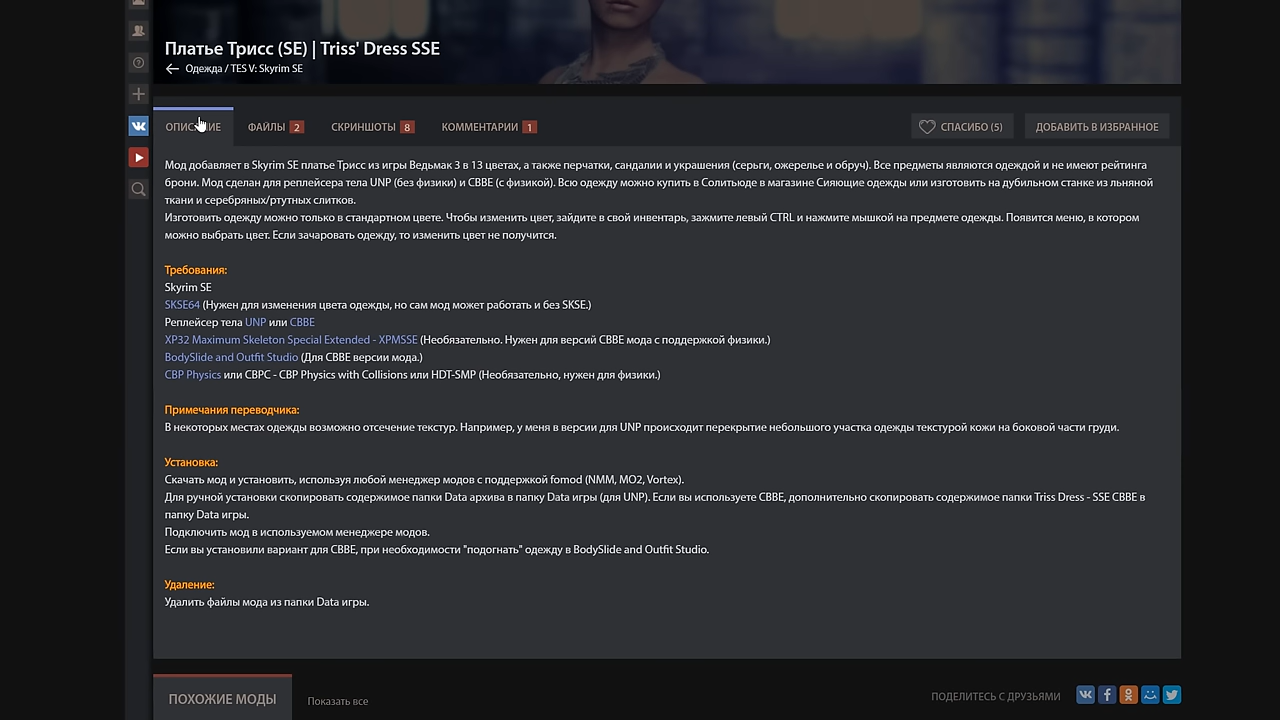 Платье Трисс (SE) | Triss' Dress SSE
Одежда / TES V: Skyrim SE
ОПИСАНИЕ
ФАЙЛЫ 2
СКРИНШОТЫ 8
КОММЕНТАРИИ 1
СПАСИБО (5)
ДОБАВИТЬ В ИЗБРАННОЕ
Мод добавляет в Skyrim SE платье Трисс из игры Ведьмак 3 в 13 цветах, а также перчатки, сандалии и украшения (серьги, ожерелье и обруч). Все предметы являются одеждой и не имеют рейтинга
брони. Мод сделан для реплейсера тела UNP (без физики) и CBBE (с физикой). Всю одежду можно купить в Солитьюде в магазине Сияющие одежды или изготовить на дубильном станке из льняной
ткани и серебряных/ртутных слитков.
Изготовить одежду можно только в стандартном цвете. Чтобы изменить цвет, зайдите в свой инвентарь, зажмите левый CTRL и нажмите мышкой на предмете одежды. Появится меню, в котором
можно выбрать цвет. Если зачаровать одежду, то изменить цвет не получится.
Требования:
Skyrim SE
SKSE64 (Нужен для изменения цвета одежды, но сам мод может работать и без SKSE.)
Реплейсер тела UNP или CBBE
XP32 Maximum Skeleton Special Extended - XPMSSE (Необязательно. Нужен для версий CBBE мода с поддержкой физики.)
BodySlide and Outfit Studio (Для CBBE версии мода.)
CBP Physics или CBPC - CBP Physics with Collisions или HDT-SMP (Необязательно, нужен для физики.)
Примечания переводчика:
В некоторых местах одежды возможно отсечение текстур. Например, у меня в версии для UNP происходит перекрытие небольшого участка одежды текстурой кожи на боковой части груди.
Установка:
Скачать мод и установить, используя любой менеджер модов с поддержкой fomod (NMM, MO2, Vortex).
Для ручной установки скопировать содержимое папки Data архива в папку Data игры (для UNP). Если вы используете CBBE, дополнительно скопировать содержимое папки Triss Dress - SSE CBBE в
папку Data игры.
Подключить мод в используемом менеджере модов.
Если вы установили вариант для CBBE, при необходимости "подогнать" одежду в BodySlide and Outfit Studio.
Удаление:
Удалить файлы мода из папки Data игры.
ПОХОЖИЕ МОДЫ
Показать все
ПОДЕЛИТЕСЬ С ДРУЗЬЯМИ